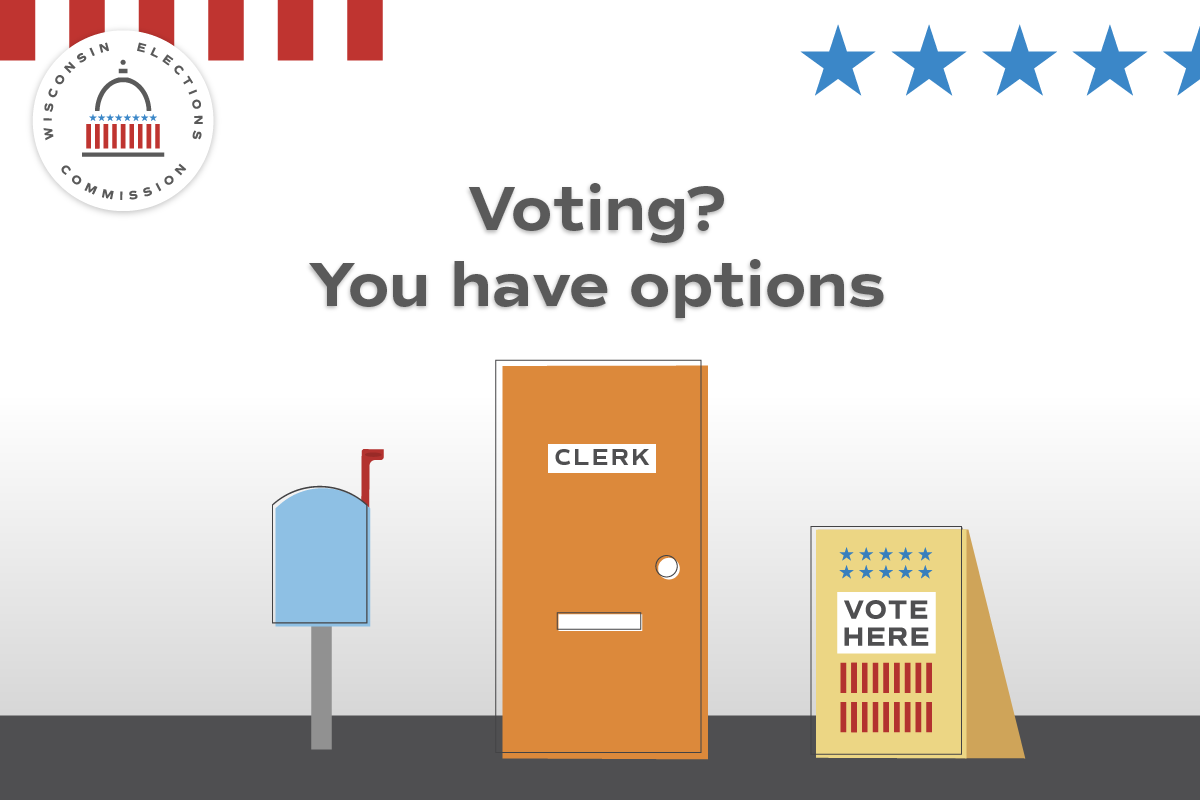 WISCONSIN ELECTIONS
COMMISSION
Voting?
You have options
CLERK
VOTE
HERE